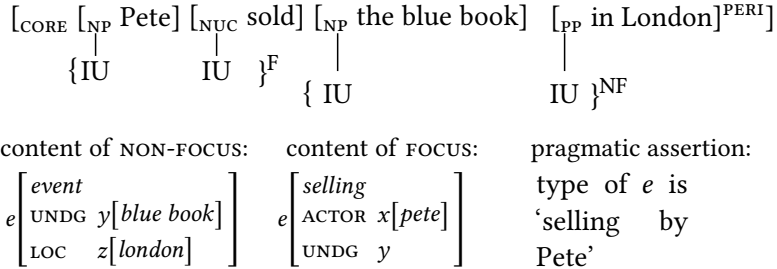 [CORE [NP Pete] [NUC sold] [NP the blue book] [PP in London]PERI]
{IU IU }F
{ IU IU }NF
content of NON-FOCUS: content of FOCUS: pragmatic assertion:
e[event e[selling type of e is
UNDG y[blue book] ACTOR x[pete] ‘selling by
LOC z[london]] UNDG y] Pete’